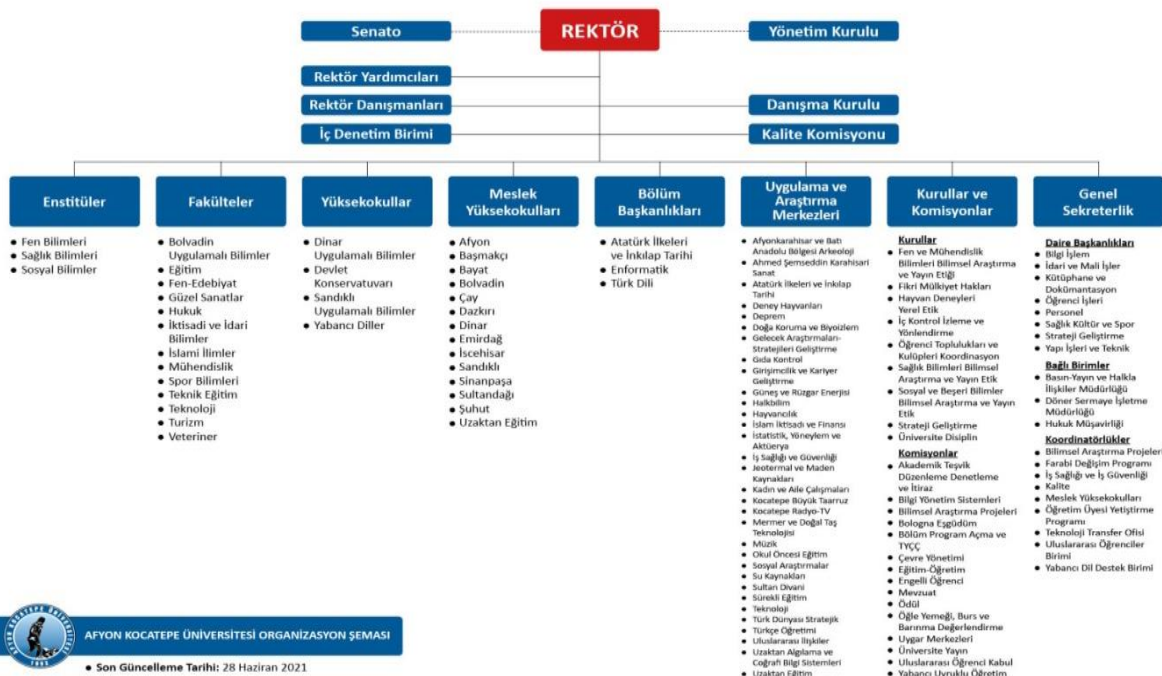 REKTÖR
Senato
Yönetim Kurulu
Rektör Yardımcıları
Rektör Danışmanları
Danışma Kurulu
İç Denetim Birimi
Kalite Komisyonu
Enstitüler
• Fen Bilimleri
• Sağlık Bilimleri
• Sosyal Bilimler
Fakülteler
• Bolvadin
Uygulamalı Bilimler
• Eğitim
• Fen-Edebiyat
• Güzel Sanatlar
• Hukuk
• İktisadi ve İdari
Bilimler
• İslami İlimler
• Mühendislik
• Spor Bilimleri
• Teknik Eğitim
• Teknoloji
• Turizm
• Veteriner
Yüksekokullar
• Dinar
Uygulamalı Bilimler
• Devlet
Konservatuvarı
• Sandıklı
Uygulamalı Bilimler
• Yabancı Diller
Meslek
Yüksekokulları
• Afyon
• Başmakçı
• Bayat
• Bolvadin
• Çay
• Dazkırı
• Dinar
• Emirdağ
• İscehisar
• Sandıklı
• Sinanpaşa
• Sultandağı
• Şuhut
• Uzaktan Eğitim
Bölüm
Başkanlıkları
• Atatürk İlkeleri
ve İnkılap Tarihi
• Enformatik
• Türk Dili
Uygulama ve
Araştırma
Merkezleri
• Afyonkarahisar ve Batı
Anadolu Bölgesi Arkeoloji
• Ahmed Şemseddin Karahisari
Sanat
• Atatürk İlkeleri ve İnkılap
Tarihi
• Deney Hayvanları
• Deprem
• Doğa Koruma ve Biyoizlem
• Gelecek Araştırmaları-
Stratejileri Geliştirme
• Gıda Kontrol
• Girişimcilik ve Kariyer
Geliştirme
• Güneş ve Rüzgar Enerjisi
• Halkbilim
• Hayvancılık
• İslam İktisadı ve Finansı
• İstatistik, Yöneylem ve
Aktüerya
• İş Sağlığı ve Güvenliği
• Jeotermal ve Maden
Kaynakları
• Kadın ve Aile Çalışmaları
• Kocatepe Büyük Taarruz
• Kocatepe Radyo-TV
• Mermer ve Doğal Taş
Teknolojisi
• Müzik
• Okul Öncesi Eğitim
• Sosyal Araştırmalar
• Su Kaynakları
• Sultan Divani
• Sürekli Eğitim
• Teknoloji
• Türk Dünyası Stratejik
• Türkçe Öğretimi
• Uluslararası İlişkiler
• Uzaktan Algılama ve
Coğrafi Bilgi Sistemleri
• Uzaktan Eğitim
Kurullar ve
Komisyonlar
Kurullar
• Fen ve Mühendislik
Bilimleri Bilimsel Araştırma
ve Yayın Etiği
• Fikri Mülkiyet Hakları
• Hayvan Deneyleri
Yerel Etik
• İç Kontrol İzleme ve
Yönlendirme
• Öğrenci Toplulukları ve
Kulüpleri Koordinasyon
• Sağlık Bilimleri Bilimsel
Araştırma ve Yayın Etik
• Sosyal ve Beşeri Bilimler
Bilimsel Araştırma ve Yayın
Etik
• Strateji Geliştirme
• Üniversite Disiplin
Komisyonlar
• Akademik Teşvik
Düzenleme Denetleme
ve İtiraz
• Bilgi Yönetim Sistemleri
• Bilimsel Araştırma Projeleri
• Bologna Eşgüdüm
• Bölüm Program Açma ve
TYÇÇ
• Çevre Yönetimi
• Eğitim-Öğretim
• Engelli Öğrenci
• Mevzuat
• Ödül
• Öğle Yemeği, Burs ve
Barınma Değerlendirme
• Uygar Merkezleri
• Üniversite Yayın
• Uluslararası Öğrenci Kabul
• Yabancı Uyruklu Öğretim
Genel
Sekreterlik
Daire Başkanlıkları
• Bilgi İşlem
• İdari ve Mali İşler
• Kütüphane ve
Dokümantasyon
• Öğrenci İşleri
• Personel
• Sağlık Kültür ve Spor
• Strateji Geliştirme
• Yapı İşleri ve Teknik
Bağlı Birimler
• Basın-Yayın ve Halkla
İlişkiler Müdürlüğü
• Döner Sermaye İşletme
Müdürlüğü
• Hukuk Müşavirliği
Koordinatörlükler
• Bilimsel Araştırma Projeleri
• Farabi Değişim Programı
• İş Sağlığı ve İş Güvenliği
• Kalite
• Meslek Yüksekokulları
• Öğretim Üyesi Yetiştirme
Programı
• Teknoloji Transfer Ofisi
• Uluslararası Öğrenciler
Birimi
• Yabancı Dil Destek Birimi
AFYON KOCATEPE ÜNİVERSİTESİ
1992
AFYON KOCATEPE ÜNİVERSİTESİ ORGANİZASYON ŞEMASI
• Son Güncelleme Tarihi: 28 Haziran 2021